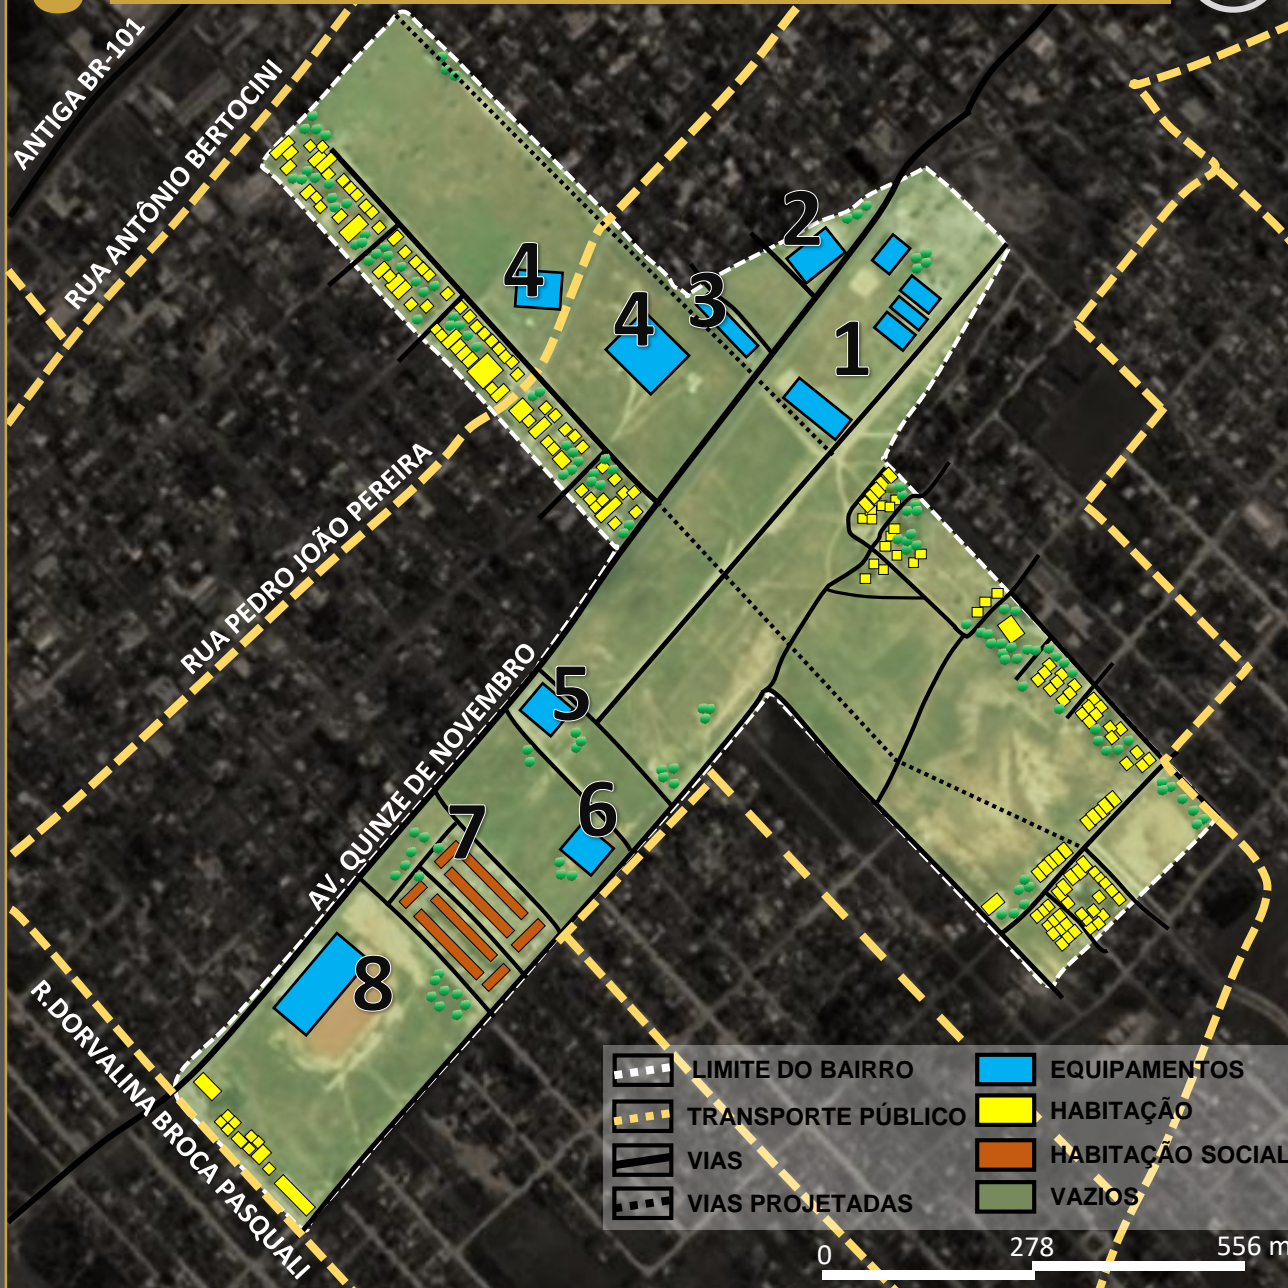 ANTIGA BR-101
RUA ANTÔNIO BERTOCINI
2
4
3
4
1
RUA PEDRO JOÃO PEREIRA
AV. QUINZE DE NOVEMBRO
5
6
7
8
R.DORVALINA BROCA PASQUALI
LIMITE DO BAIRRO
TRANSPORTE PÚBLICO
VIAS
VIAS PROJETADAS
EQUIPAMENTOS
HABITAÇÃO
HABITAÇÃO SOCIAL
VAZIOS
0 278 556 m